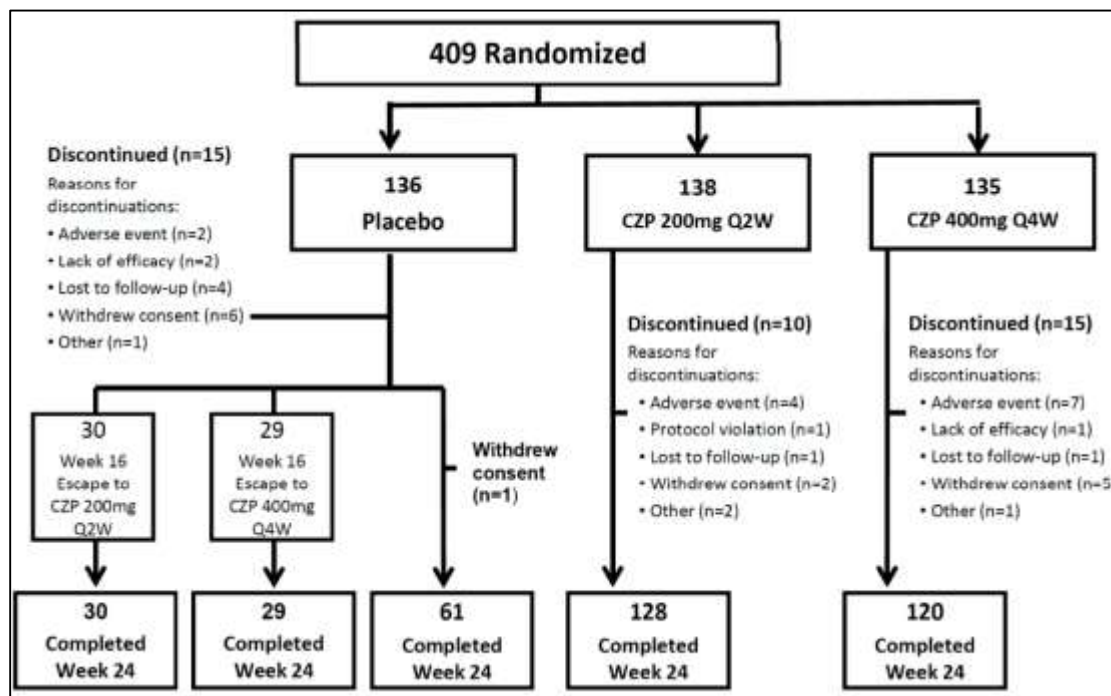 409 Randomized
Discontinued (n=15)
Reasons for
discontinuations:
• Adverse event (n=2)
• Lack of efficacy (n=2)
• Lost to follow-up (n=4)
• Withdrew consent (n=6)
• Other (n=1)
136
Placebo
138
CZP 200mg Q2W
135
CZP 400mg Q4W
Discontinued (n=10)
Reasons for
discontinuations:
• Adverse event (n=4)
• Protocol violation (n=1)
• Lost to follow-up (n=1)
• Withdrew consent (n=2)
• Other (n=2)
Discontinued (n=15)
Reasons for
discontinuations:
• Adverse event (n=7)
• Lack of efficacy (n=1)
• Lost to follow-up (n=1)
• Withdrew consent (n=5
• Other (n=1)
30
Week 16
Escape to
CZP 200mg
Q2W
29
Week 16
Escape to
CZP 400mg
Q4W
Withdrew
consent
(n=1)
30
Completed
Week 24
29
Completed
Week 24
61
Completed
Week 24
128
Completed
Week 24
120
Completed
Week 24